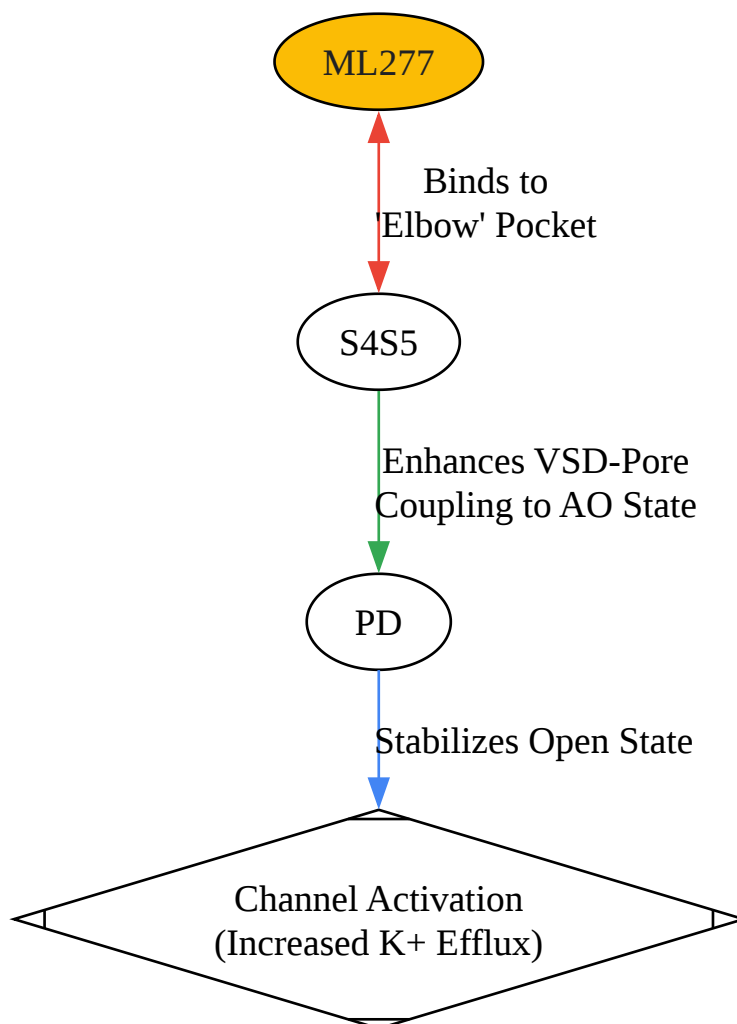 ML277
Binds to
'Elbow' Pocket
S4S5
Enhances VSD-Pore
Coupling to AO State
PD
Stabilizes Open State
Channel Activation
(Increased K+ Efflux)